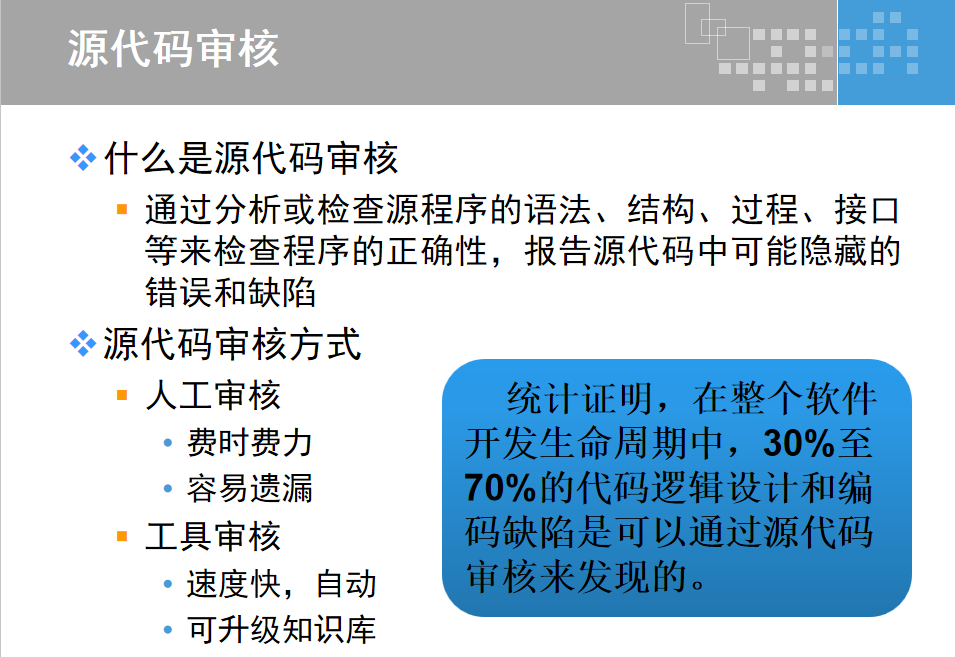 源代码审核
什么是源代码审核
通过分析或检查源程序的语法、结构、过程、接口
等来检查程序的正确性，报告源代码中可能隐藏的
错误和缺陷
源代码审核方式
人工审核
费时费力
容易遗漏
工具审核
速度快，自动
可升级知识库
统计证明，在整个软件
开发生命周期中，30%至
70%的代码逻辑设计和编
码缺陷是可以通过源代码
审核来发现的。